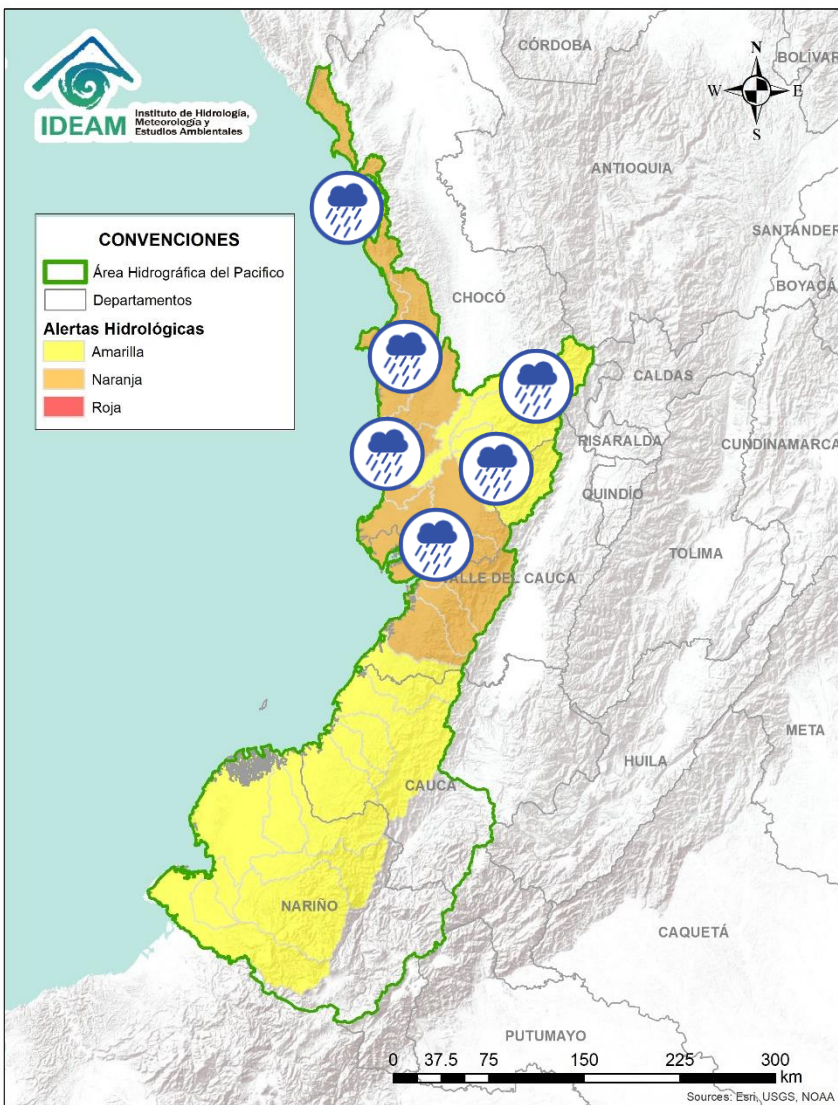 IDEAM
Instituto de Hidrología,
Meteorología y
Estudios Ambientales
CÓRDOBA
BOLÍVAR
N
W E
S
ANTIOQUIA
SANTANDER
BOYACÁ
CONVENCIONES
Área Hidrográfica del Pacifico
Departamentos
Alertas Hidrológicas
Amarilla
Naranja
Roja
CHOCÓ
CALDAS
RISARALDA
CUNDINAMARCA
QUINDÍO
TOLIMA
VALLE DEL CAUCA
META
HUILA
CAUCA
NARIÑO
CAQUETÁ
PUTUMAYO
0 37.5 75 150 225 300
km
Sources: Esri, USGS, NOAA